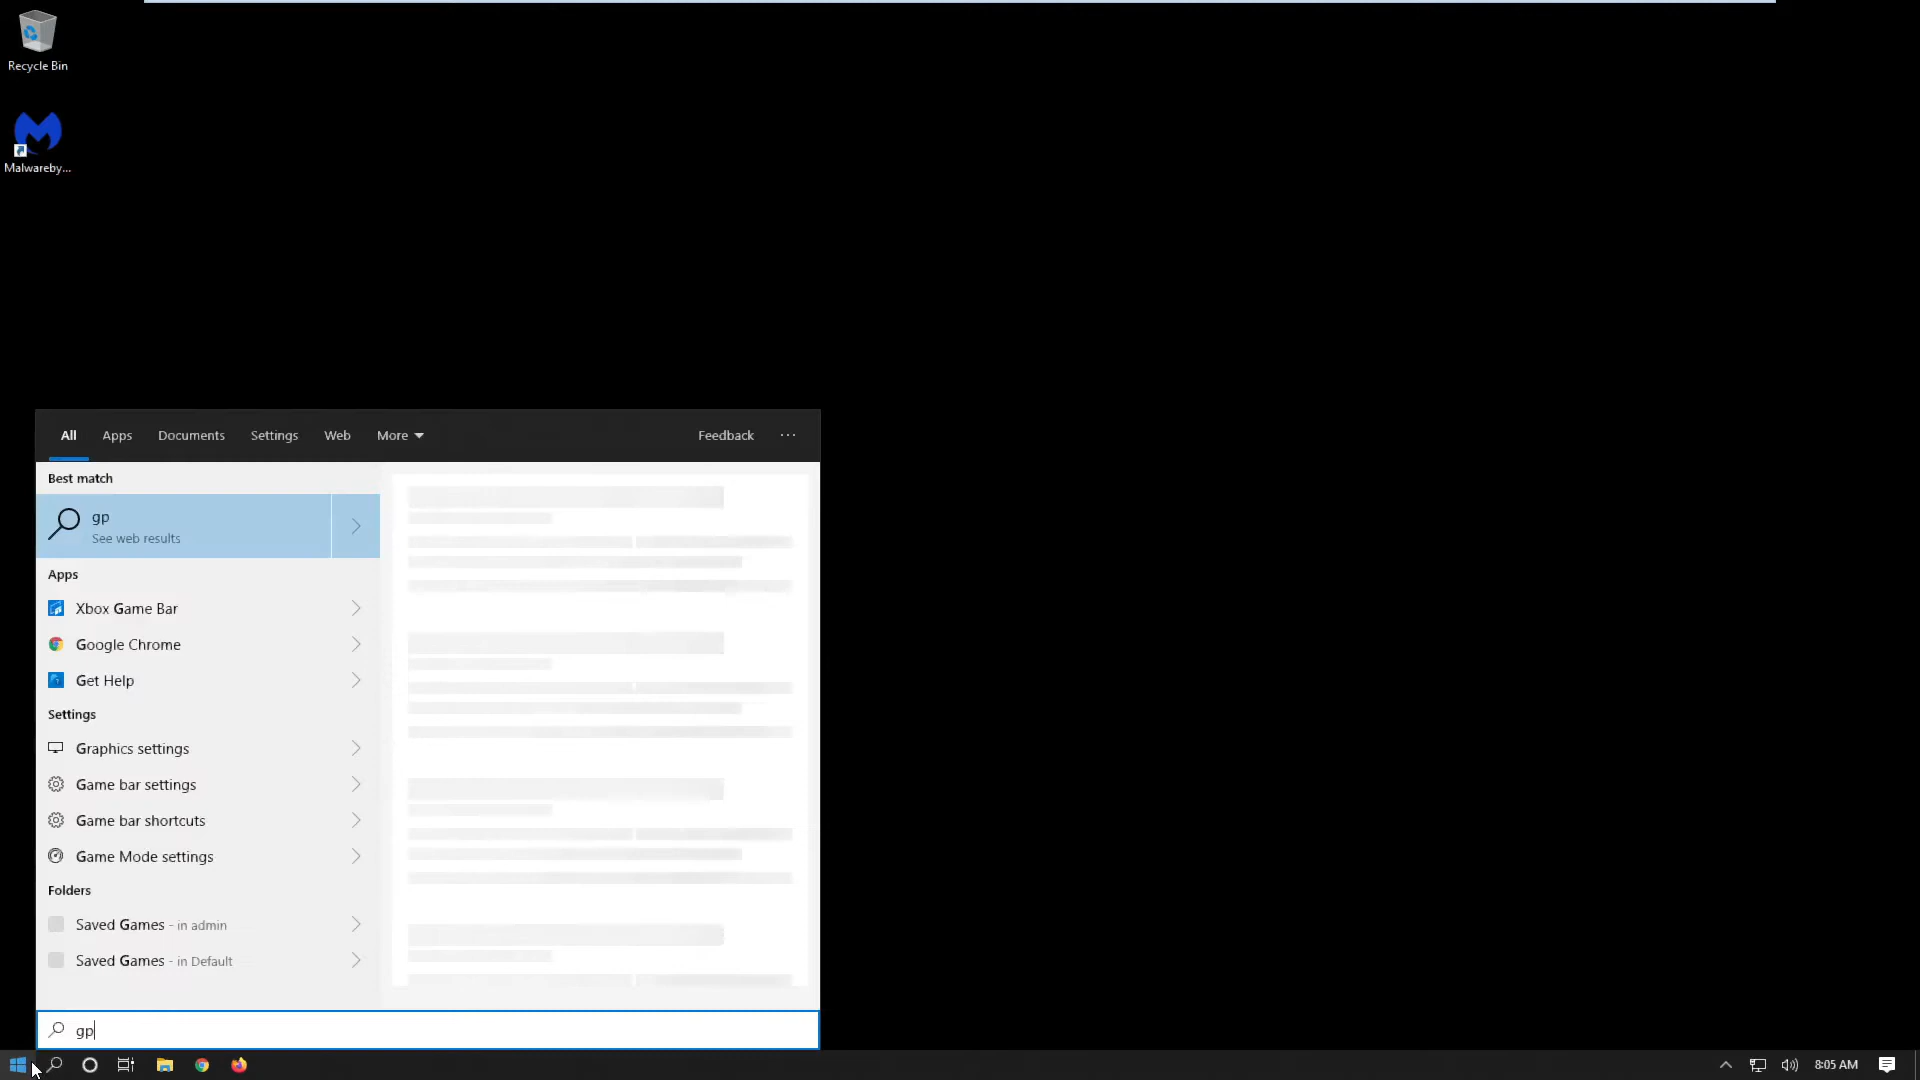 Recycle Bin
Malwareby...
All Apps Documents Settings Web More Feedback ...
Best match
gp
See web results
Apps
Xbox Game Bar
Google Chrome
Get Help
Settings
Graphics settings
Game bar settings
Game bar shortcuts
Game Mode settings
Folders
Saved Games - in admin
Saved Games - in Default
gp
8:05 AM